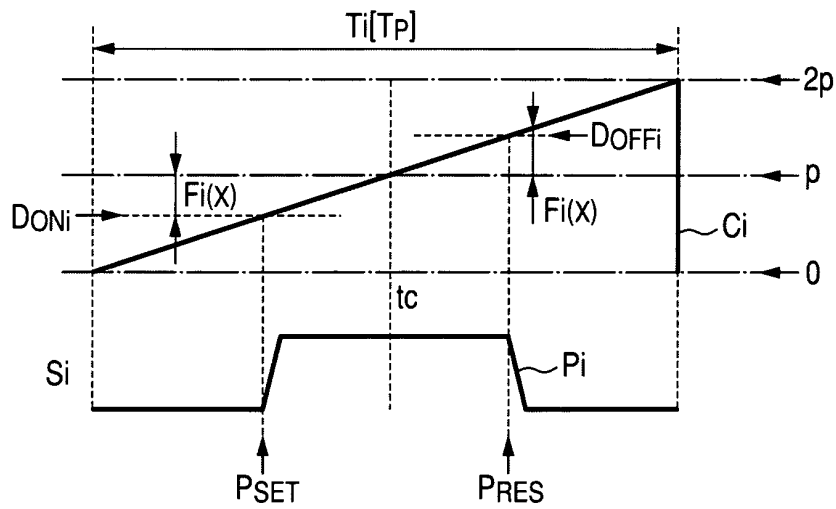 Ti[TP]
2p
DOFFi
p
Fi(x)
DONi
Fi(x)
Ci
0
tc
Si
Pi
PSET
PRES